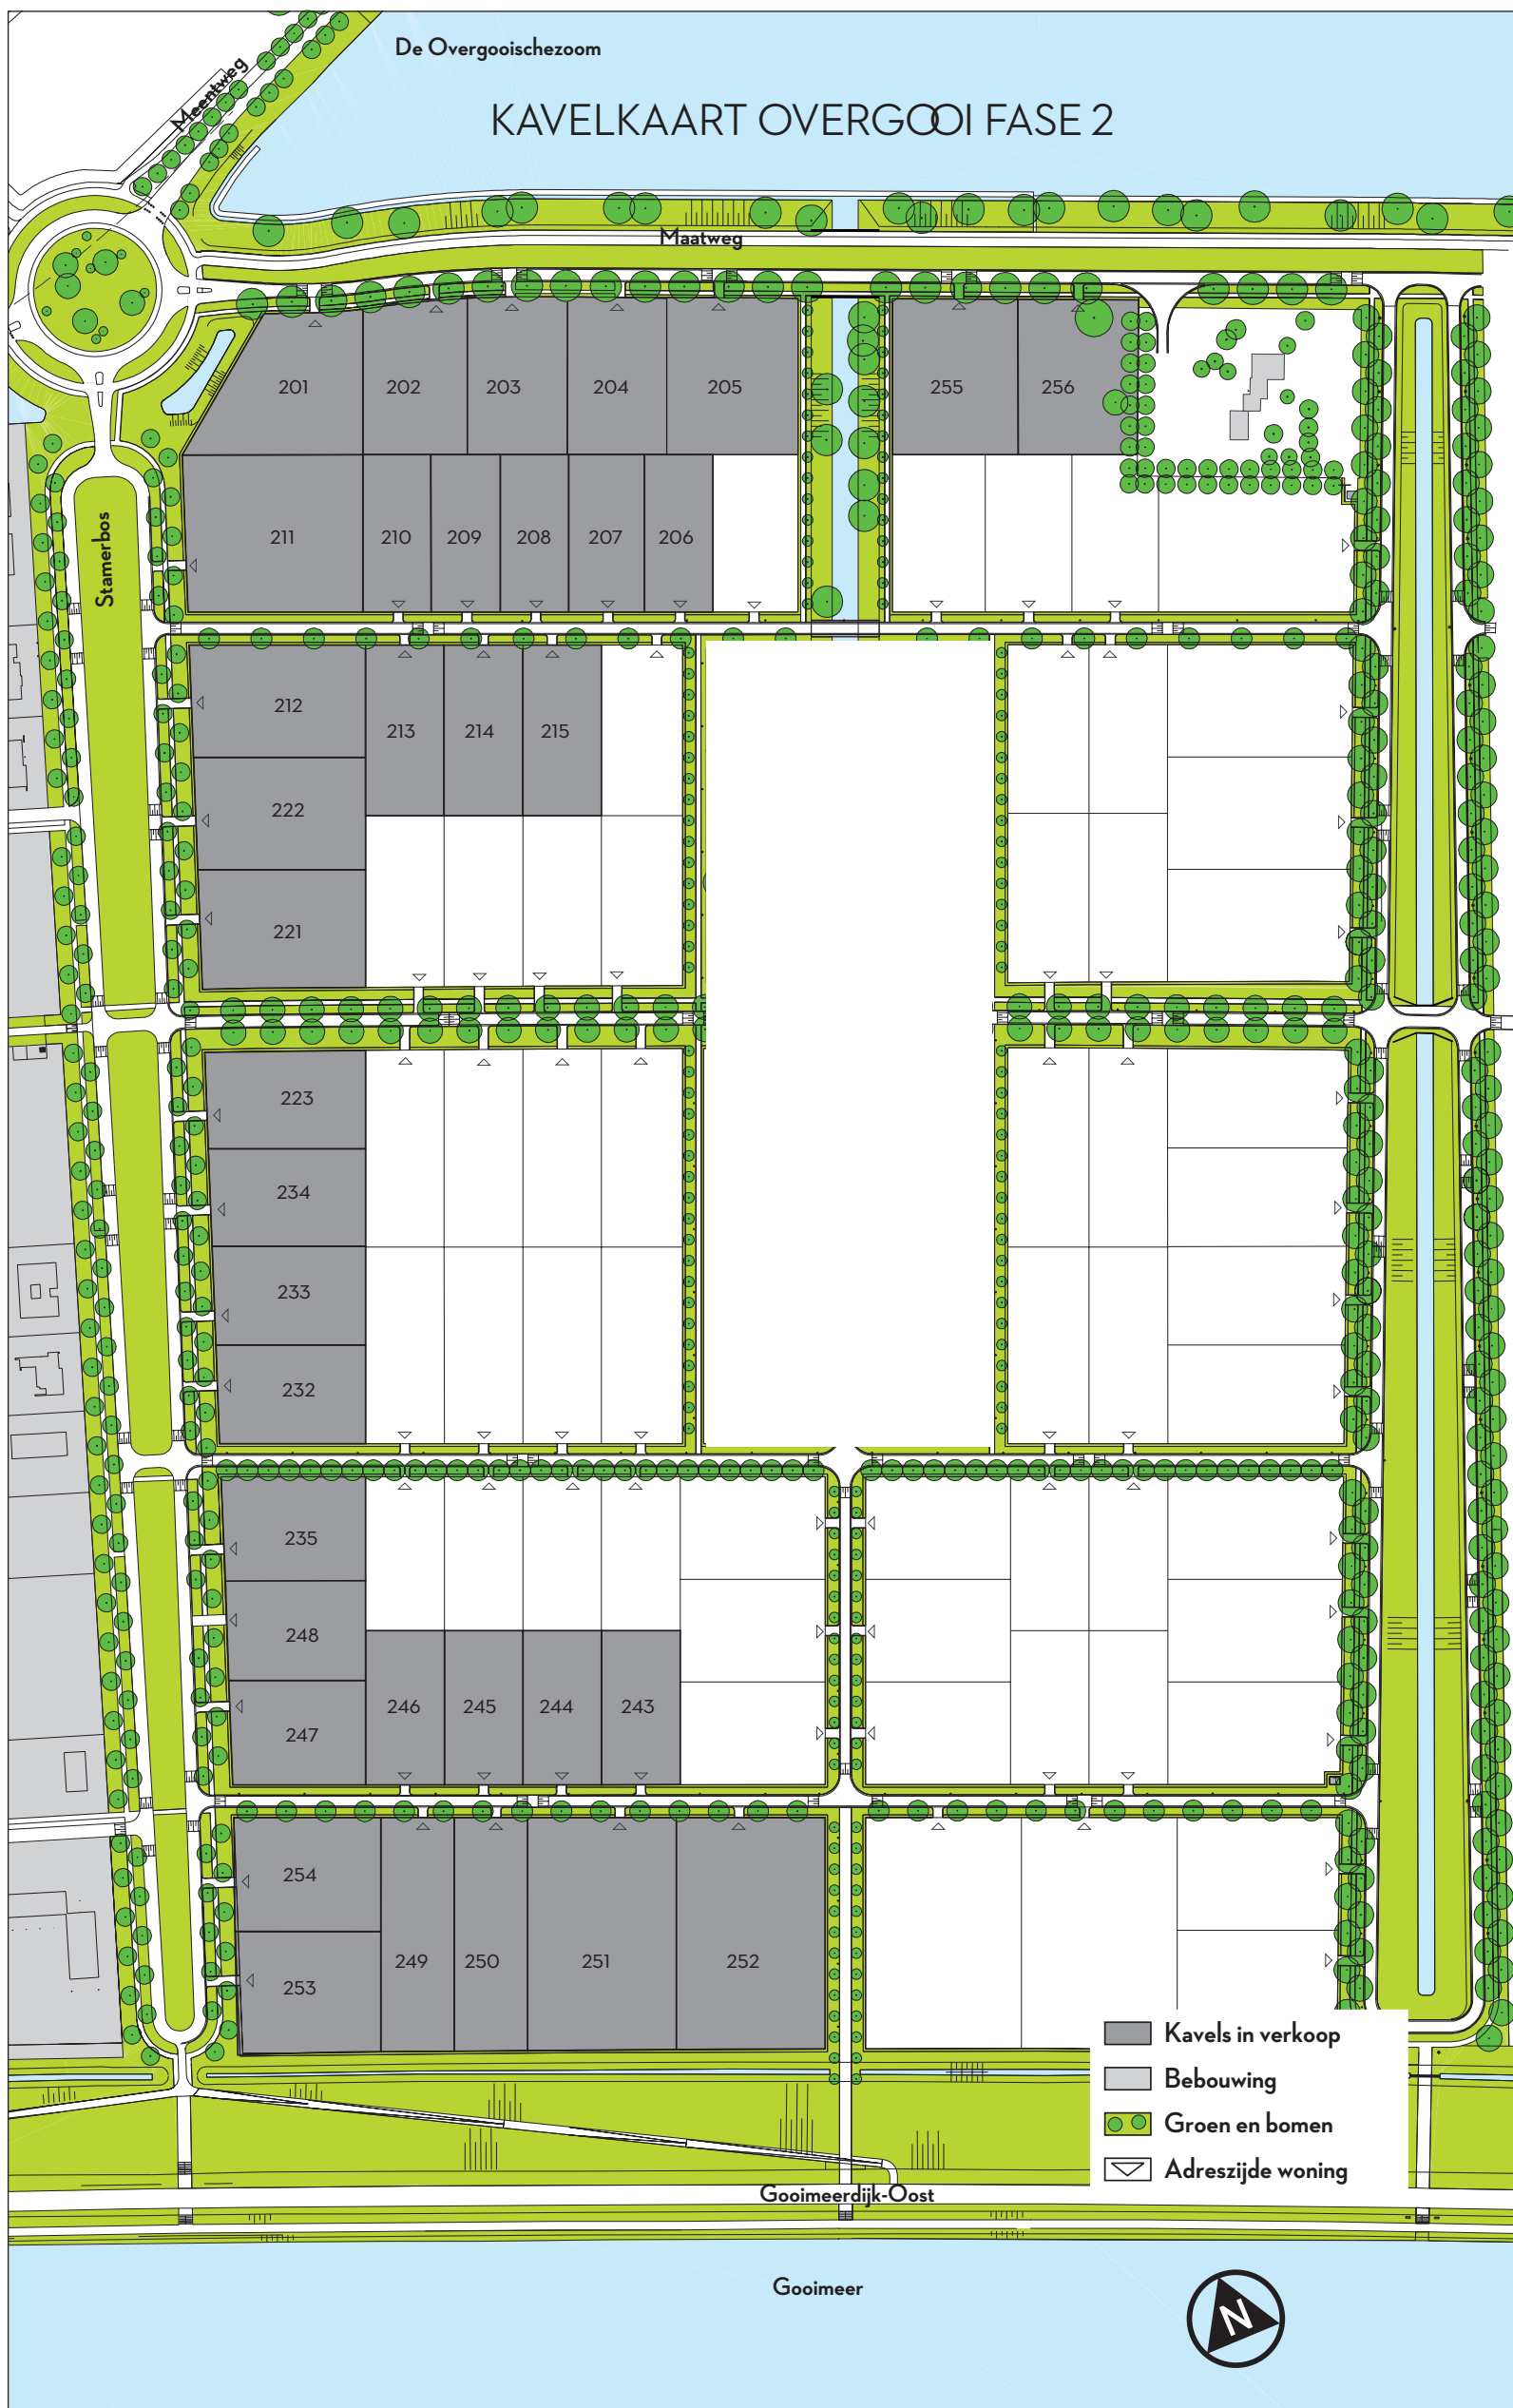 De Overgooischezoom
KAVELKAART OVERGOOI FASE 2
Meentweg
Maatweg
201 202 203 204 205 255 256
Stamerbos
211 210 209 208 207 206
212 213 214 215
222
221
223
234
233
232
235
248
247 246 245 244 243
254
253 249 250 251 252
Kavels in verkoop
Bebouwing
Groen en bomen
Adreszijde woning
Gooimeerdijk-Oost
Gooimeer
N